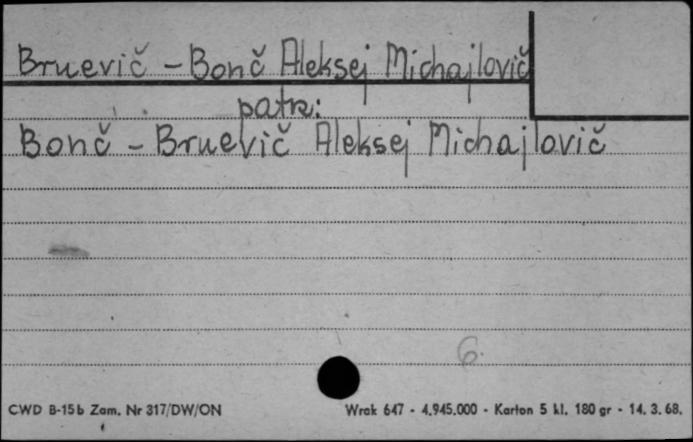 Bruevič - Bonč Aleksej Michajlovič
patrz:
Bonč - Bruevič Aleksej Michajlovič
6.
CWD B-15b Zam. Nr 317/DW/ON Wrak 647 - 4.945.000 - Karton 5 kl. 180 gr - 14. 3. 68.